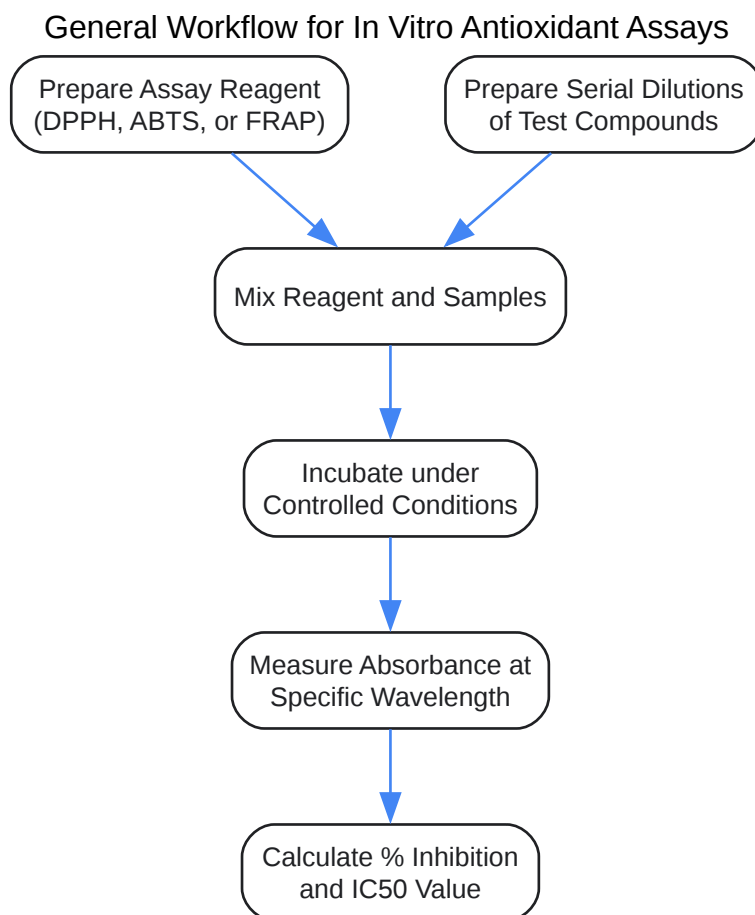 General Workflow for In Vitro Antioxidant Assays
Prepare Assay Reagent
(DPPH, ABTS, or FRAP)
Prepare Serial Dilutions
of Test Compounds
Mix Reagent and Samples
Incubate under
Controlled Conditions
Measure Absorbance at
Specific Wavelength
Calculate % Inhibition
and IC50 Value